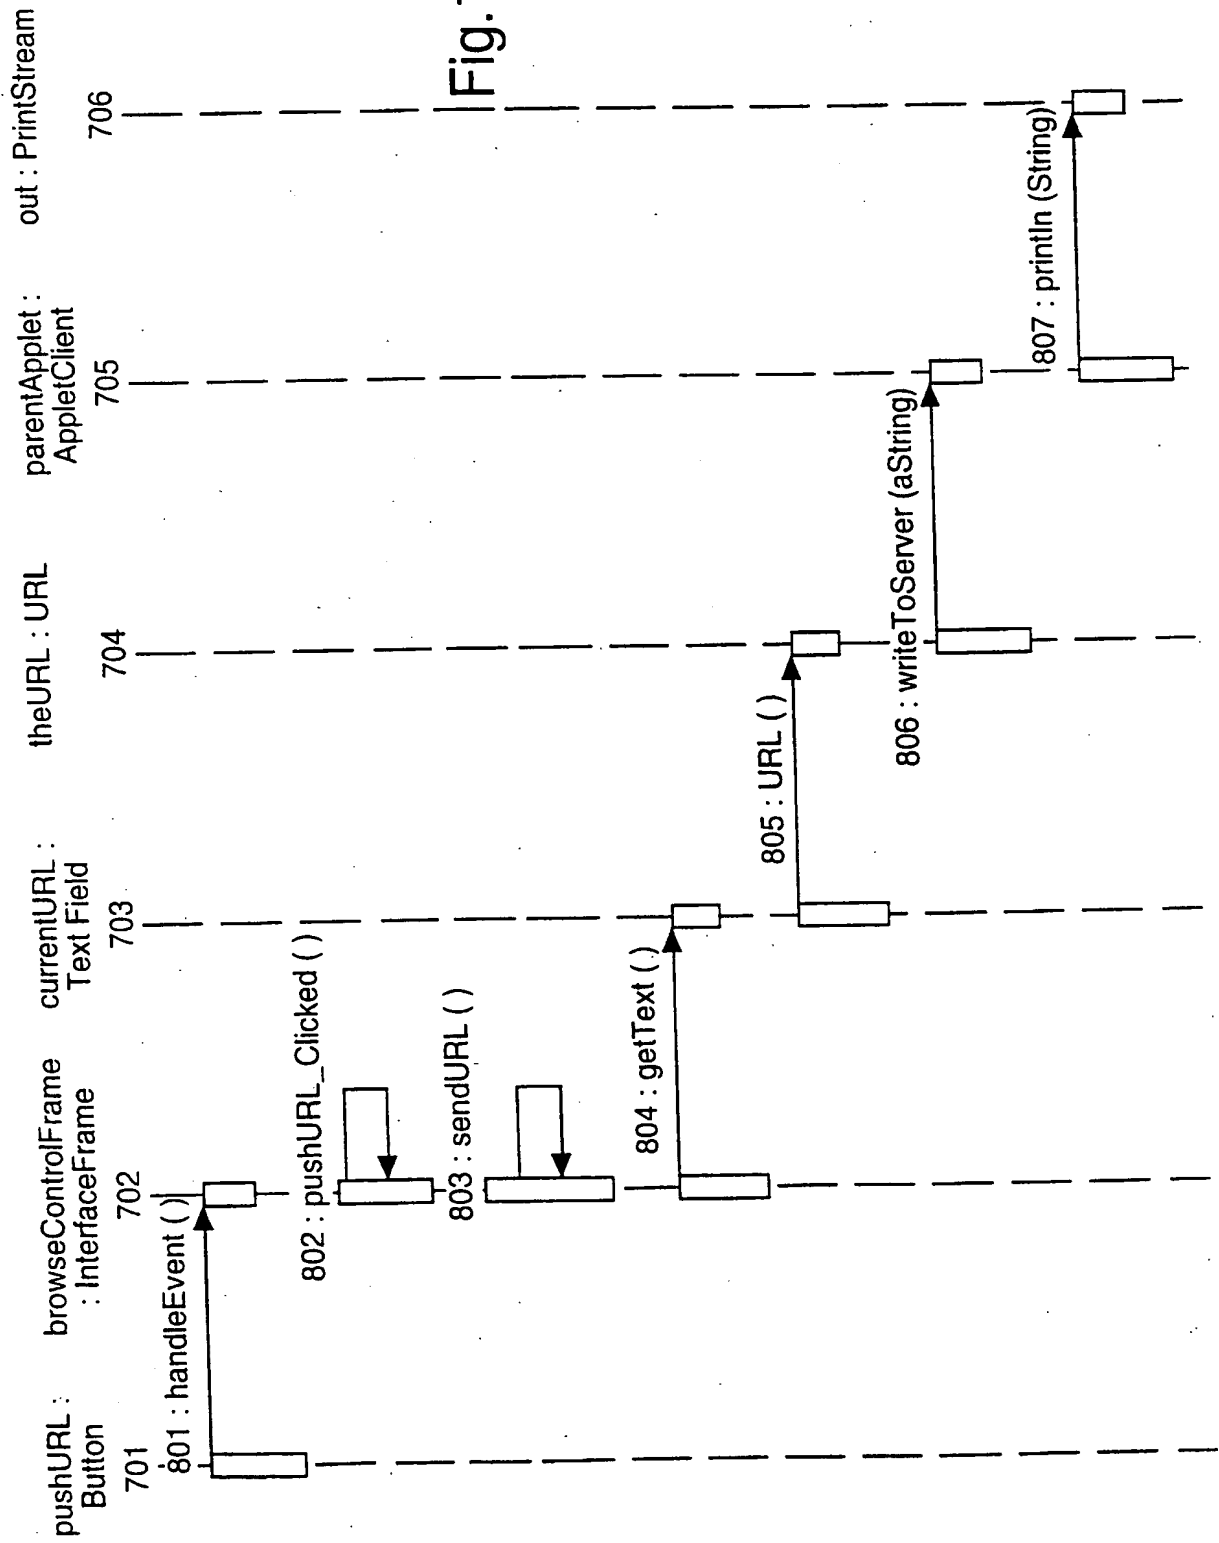 pushURL :
Button
701
browseControlFrame
: InterfaceFrame
702
currentURL :
Text Field
703
theURL : URL
704
parentApplet :
AppletClient
705
out : PrintStream
706
801 : handleEvent ( )
802 : pushURL_Clicked ( )
803 : sendURL ( )
804 : getText ( )
805 : URL ( )
806 : writeToServer (aString)
807 : println (String)
Fig.